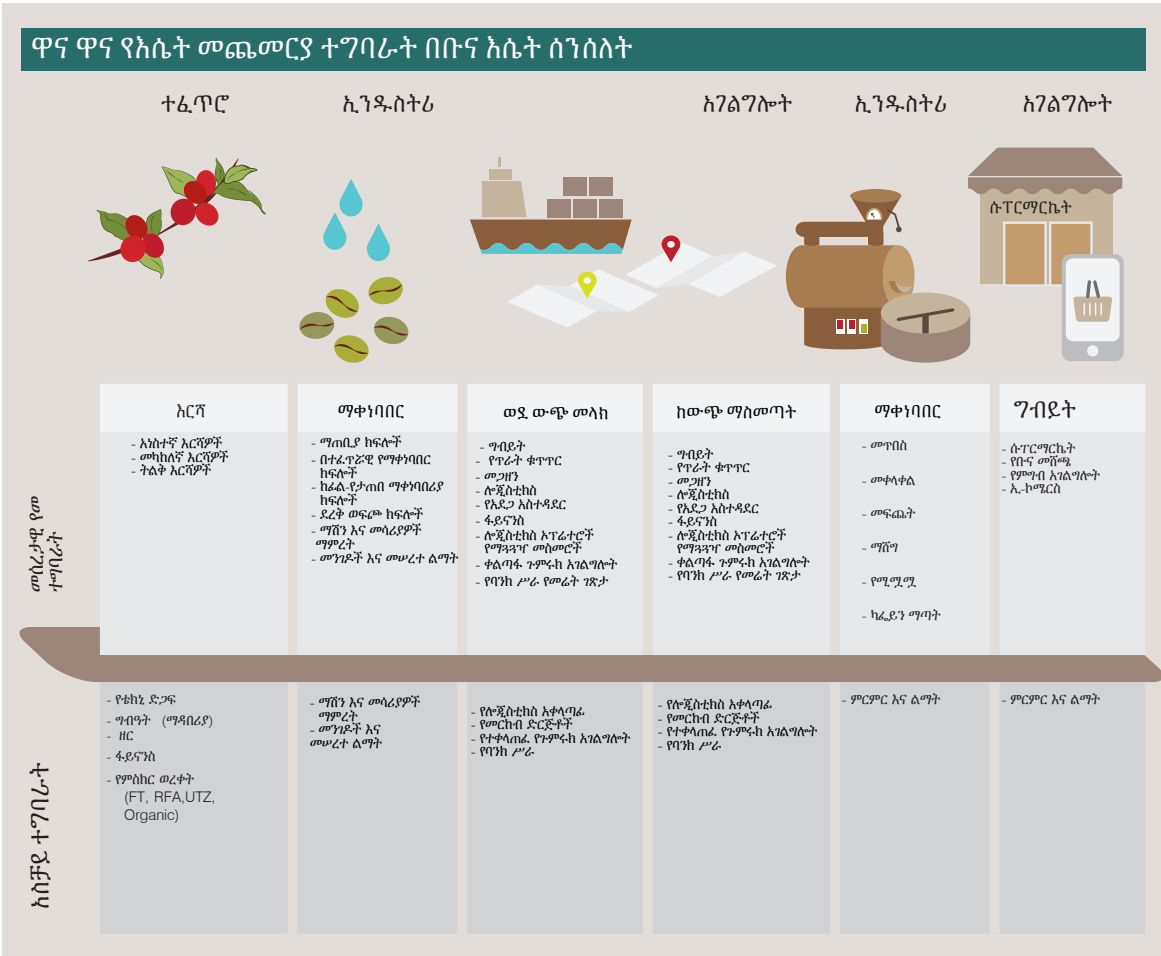 ዋና ዋና የእሴት መጨመርያ ተግባራት በቡና እሴት ሰንሰለት
ተፈጥሮ
ኢንዱስትሪ
አገልግሎት
ኢንዱስትሪ
አገልግሎት
ሱፐርማርኬት
መሰረታዊ የመ
ተግባራት
እርሻ
- አነስተኛ እርሻዎች
- መካከለኛ እርሻዎች
- ትልቅ እርሻዎች
ማቀነባበር
- ማጠቢያ ክፍሎች
- በተፈጥሯዊ የማቀነባበር
ክፍሎች
- ከፊል-የታጠበ ማቀነባበሪያ
ክፍሎች
- ደረቅ ወፍጮ ክፍሎች
- ማሽን እና መሳሪያዎች
ማምረት
- መንገዶች እና መሠረተ ልማት
ወደ ውጭ መላክ
- ግብይት
- የጥራት ቁጥጥር
- መጋዘን
- ሎጂስቲክስ
- የአደጋ አስተዳደር
- ፋይናንስ
- ሎጂስቲክስ ኦፐሬተሮች
የማጓጓዣ መስመሮች
- ቀልጣፋ ጉምሩክ አገልግሎት
- የባንክ ሥራ የመሬት ገጽታ
ከውጭ ማስመጣት
- ግብይት
- የጥራት ቁጥጥር
- መጋዘን
- ሎጂስቲክስ
- የአደጋ አስተዳደር
- ፋይናንስ
- ሎጂስቲክስ ኦፐሬተሮች
የማጓጓዣ መስመሮች
- ቀልጣፋ ጉምሩክ አገልግሎት
- የባንክ ሥራ የመሬት ገጽታ
ማቀነባበር
- መጥበስ
- መቀላቀል
- መፍጨት
- ማሸግ
- የሚሟሟ
- ካፌይን ማጣት
ግብይት
- ሱፐርማርኬት
- የቡና መሸጫ
- የምግብ አገልግሎት
- ኢ-ኮሜርስ
አስቻይ ተግባራት
- የቴክኒ ድጋፍ
- ግብዓት (ማዳበሪያ)
- ዘር
- ፋይናንስ
- የምስክር ወረቀት
(FT, RFA,UTZ,
Organic)
- ማሽን እና መሳሪያዎች
ማምረት
- መንገዶች እና
መሠረተ ልማት
- የሎጂስቲክስ አቀላጣፊ
- የመርከብ ድርጅቶች
- የተቀላጠፈ የጉምሩክ አገልግሎት
- የባንክ ሥራ
- የሎጂስቲክስ አቀላጣፊ
- የመርከብ ድርጅቶች
- የተቀላጠፈ የጉምሩክ አገልግሎት
- የባንክ ሥራ
- ምርምር እና ልማት
- ምርምር እና ልማት